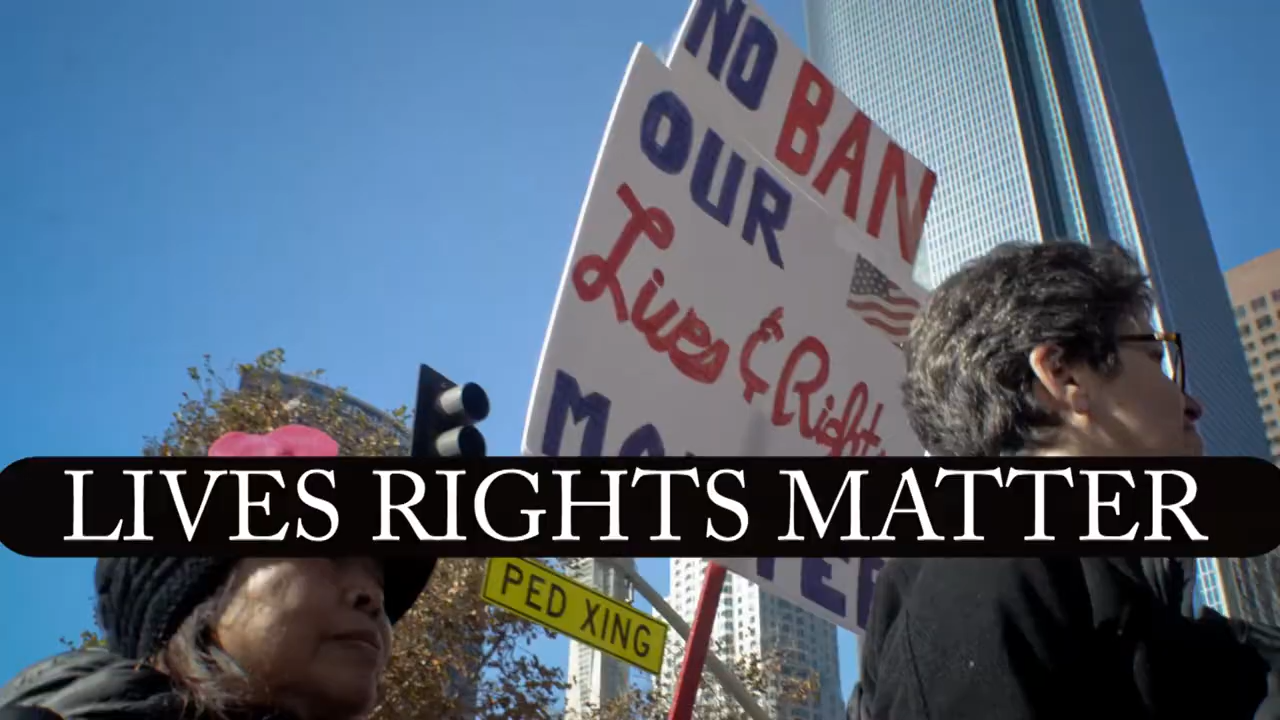 NO BAN
OUR
Lives & Rights
LIVES RIGHTS MATTER
PED XING